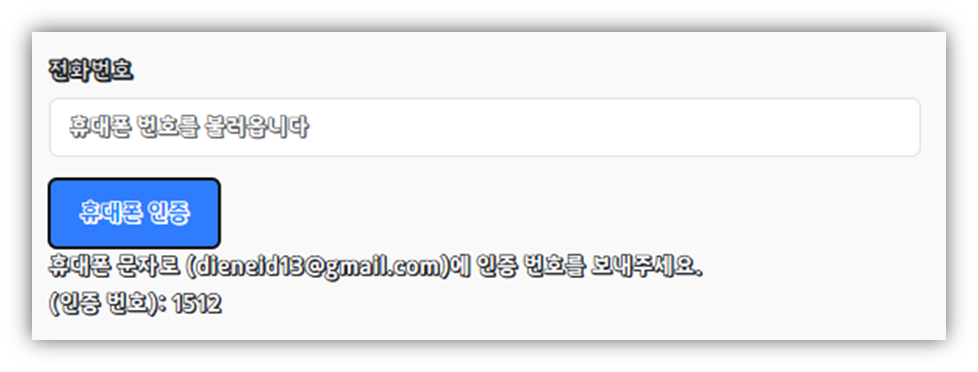 전화번호
휴대폰 번호를 불러옵니다
휴대폰 인증
휴대폰 문자로 (dieneid13@gmail.com)에 인증 번호를 보내주세요.
(인증 번호): 1512